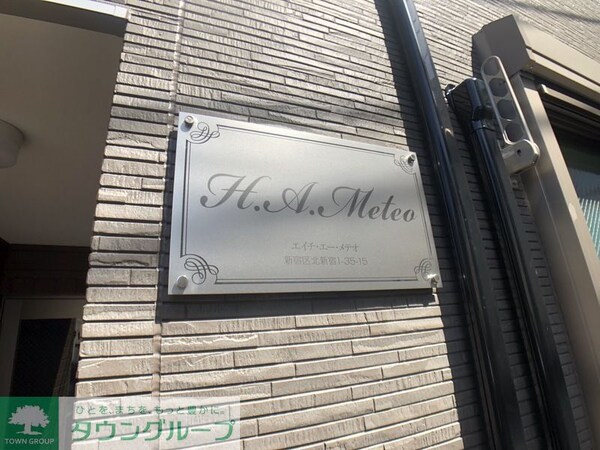 H.A.Meteo
エイチ・エー・メテオ
新宿区北新宿1-35-15
ひとを、まちを、もっと豊かに。
タウングループ
TOWN GROUP